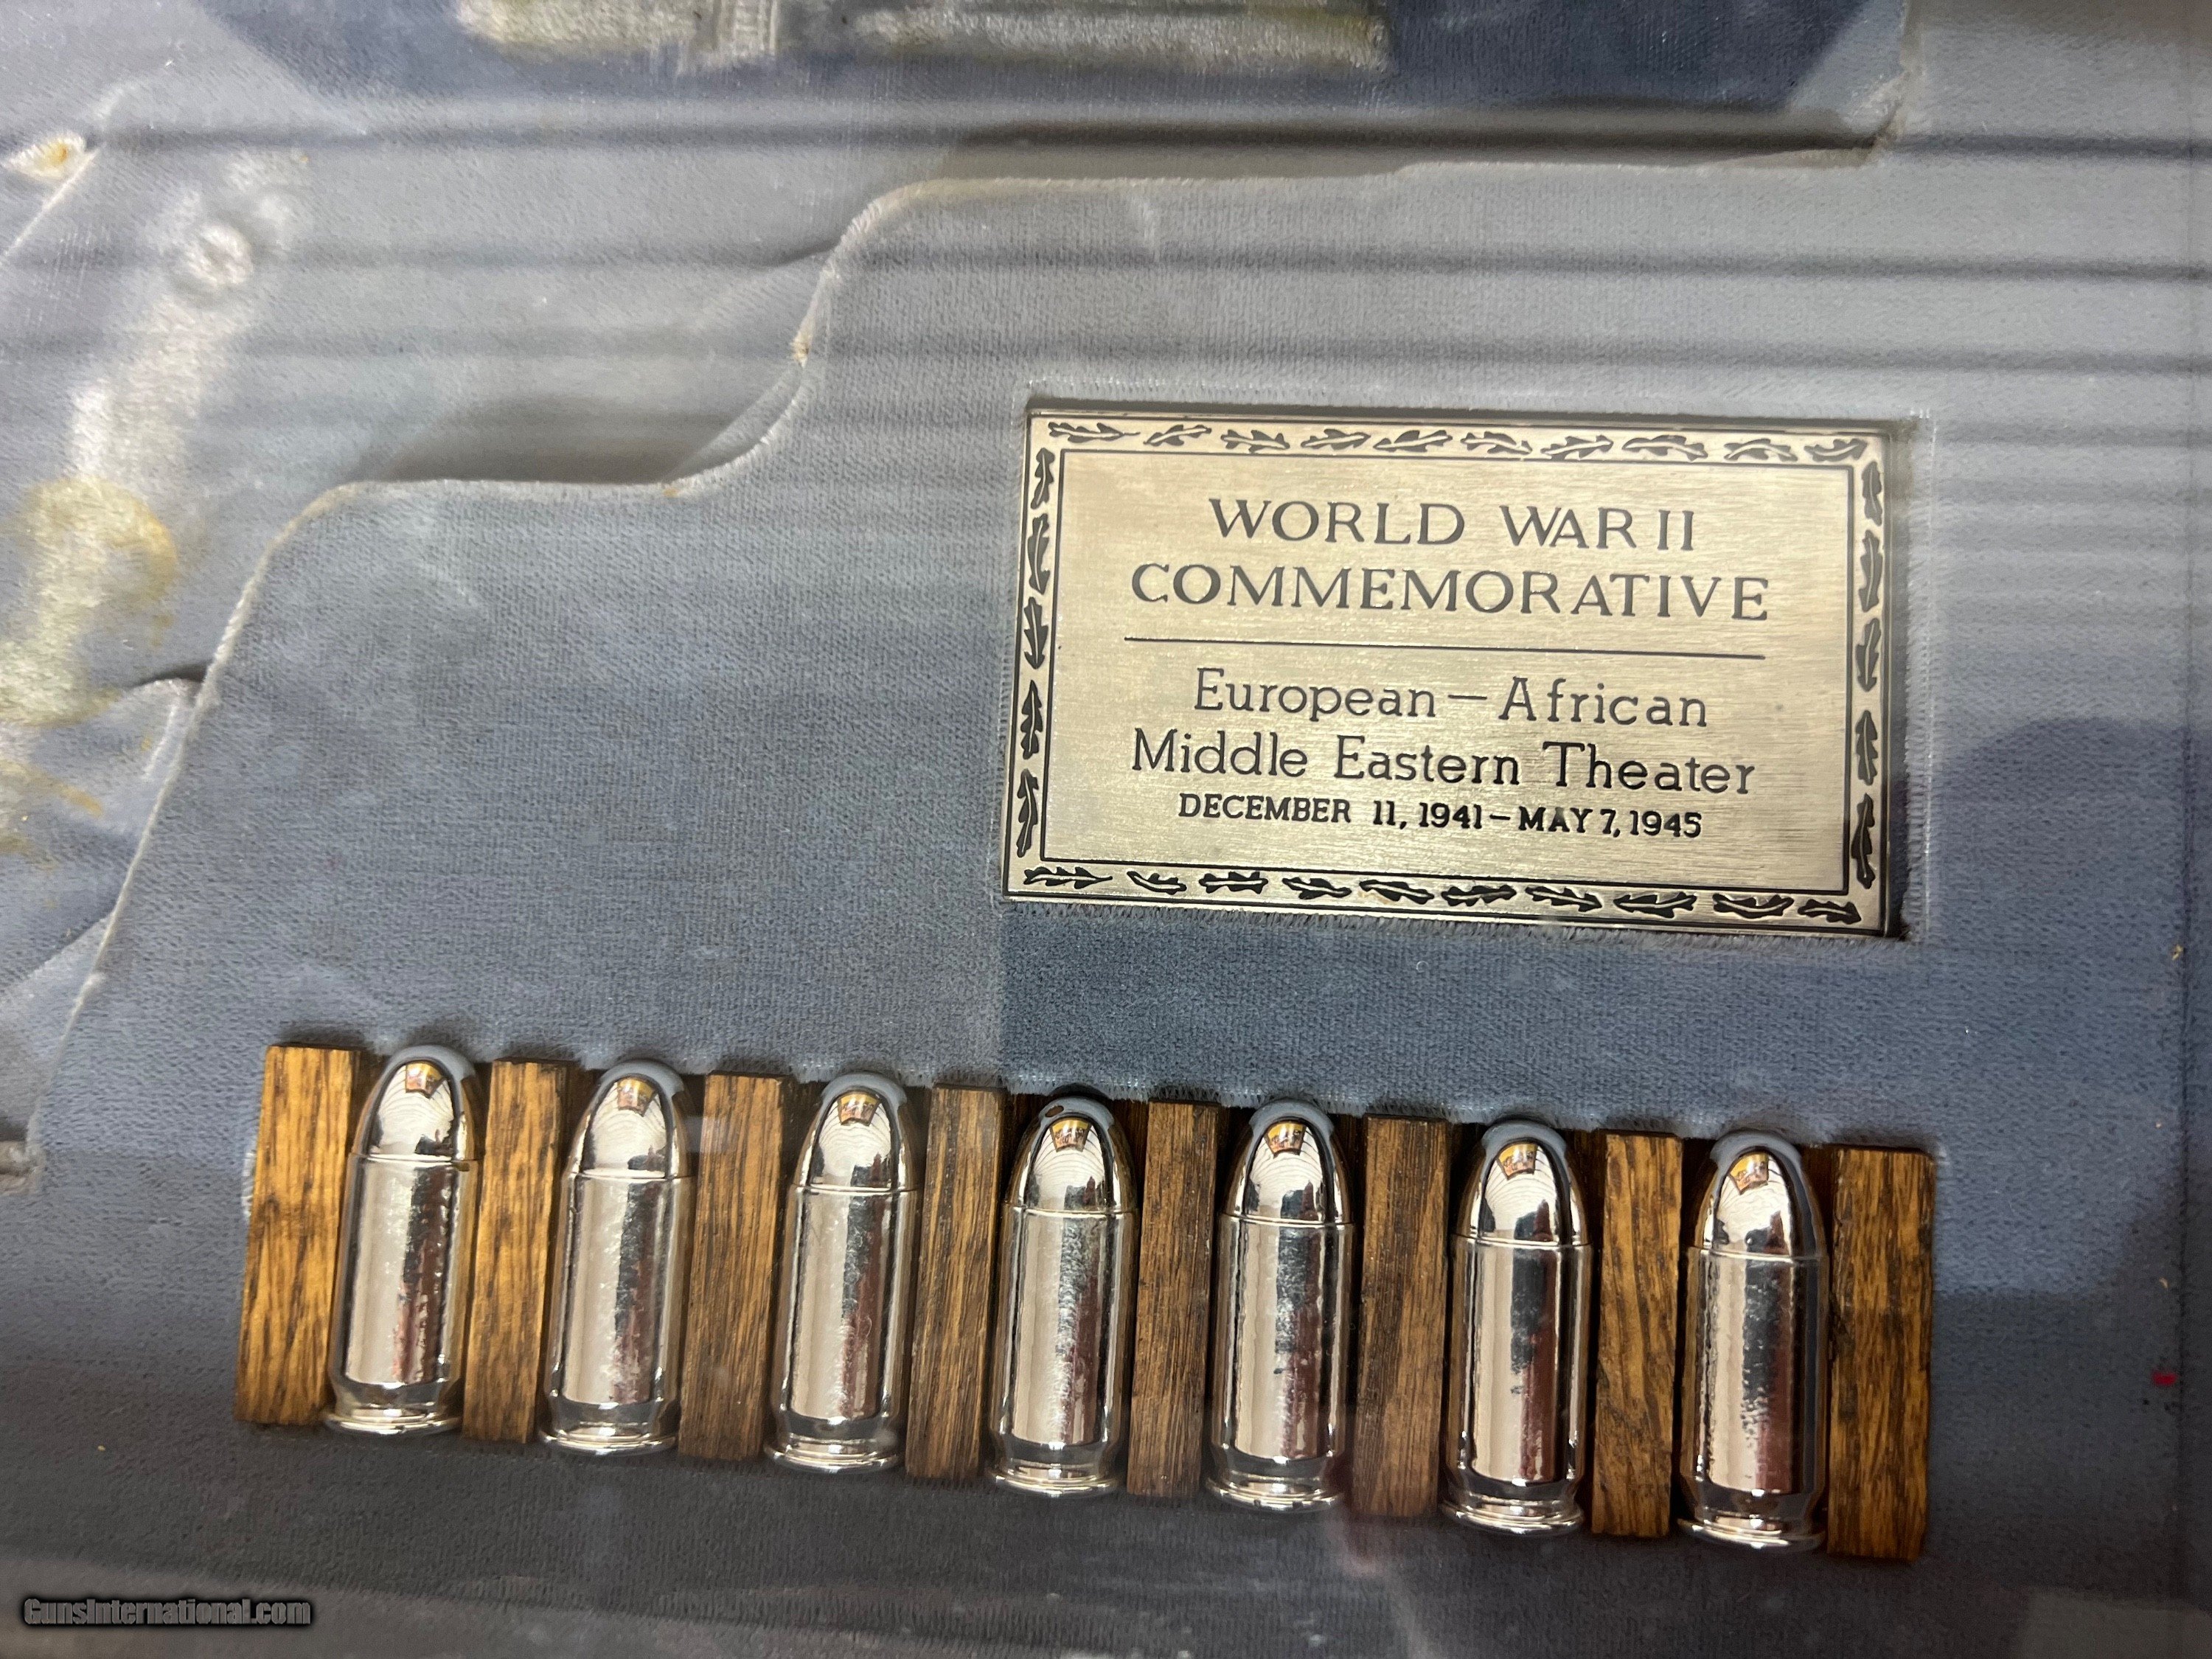 WORLD WAR II
COMMEMORATIVE
European – African
Middle Eastern Theater
DECEMBER 11, 1941 – MAY 7, 1945
GunsInternational.com